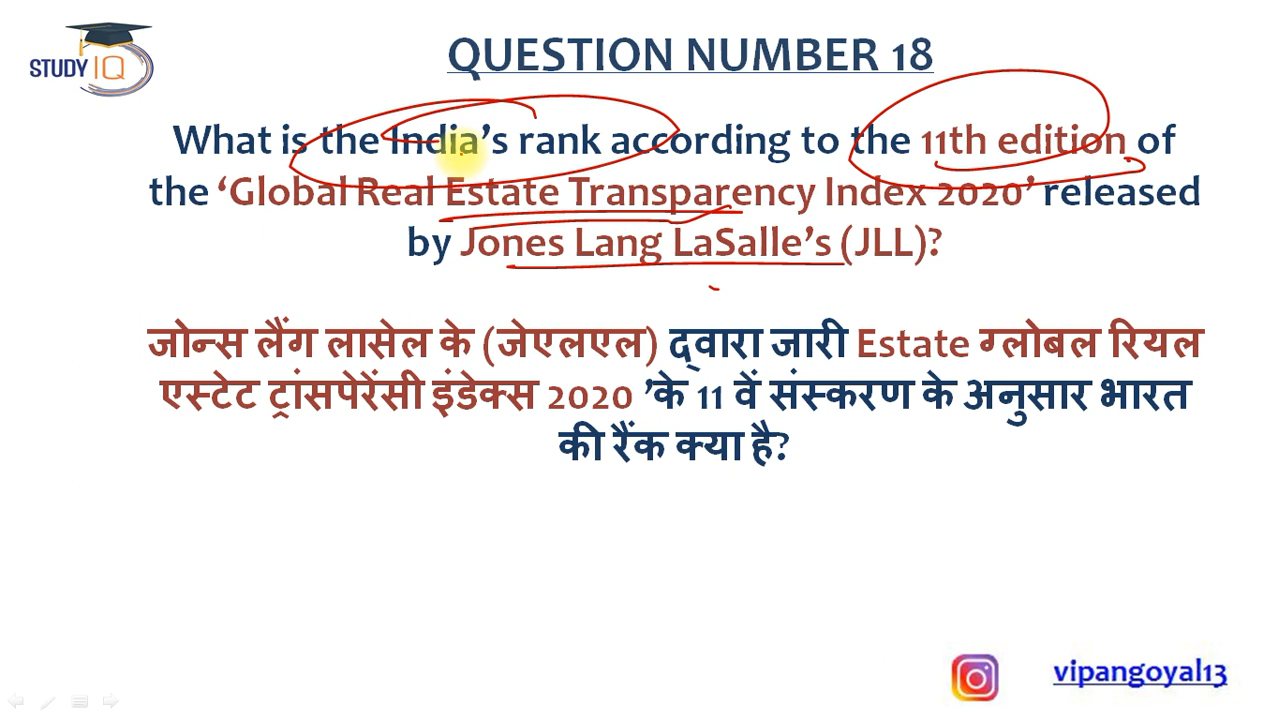 STUDY IQ
QUESTION NUMBER 18
What is the India's rank according to the 11th edition of
the ‘Global Real Estate Transparency Index 2020’ released
by Jones Lang LaSalle’s (JLL)?
जोन्स लैंग लासेल के (जेएलएल) द्वारा जारी Estate ग्लोबल रियल
एस्टेट ट्रांसपेरेंसी इंडेक्स 2020 ’के 11 वें संस्करण के अनुसार भारत
की रैंक क्या है?
vipangoyal13